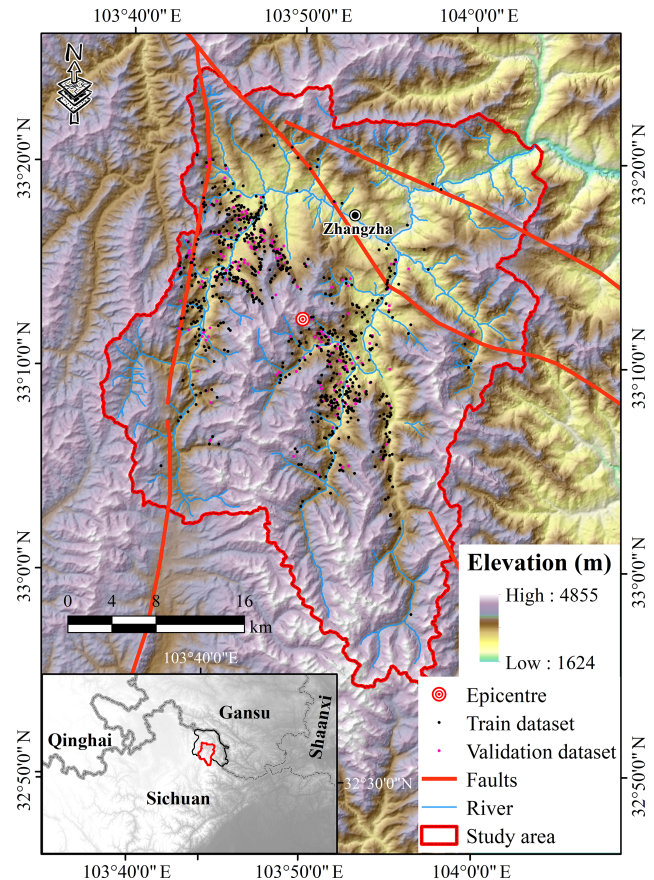 103°40'0"E
103°50'0"E
104°0'0"E
N
33°20'0" N
33°20'0" N
Zhangzha
33°10'0" N
33°10'0" N
33°0'0" N
33°0'0" N
Elevation (m)
High : 4855
Low : 1624
0 4 8 16
km
103°40'0"E
Epicentre
Train dataset
Validation dataset
Faults
River
Study area
Gansu
Shaanxi
Qinghai
Sichuan
32°30'0"N
32°50'0" N
32°50'0" N
103°40'0"E
103°50'0"E
104°0'0"E